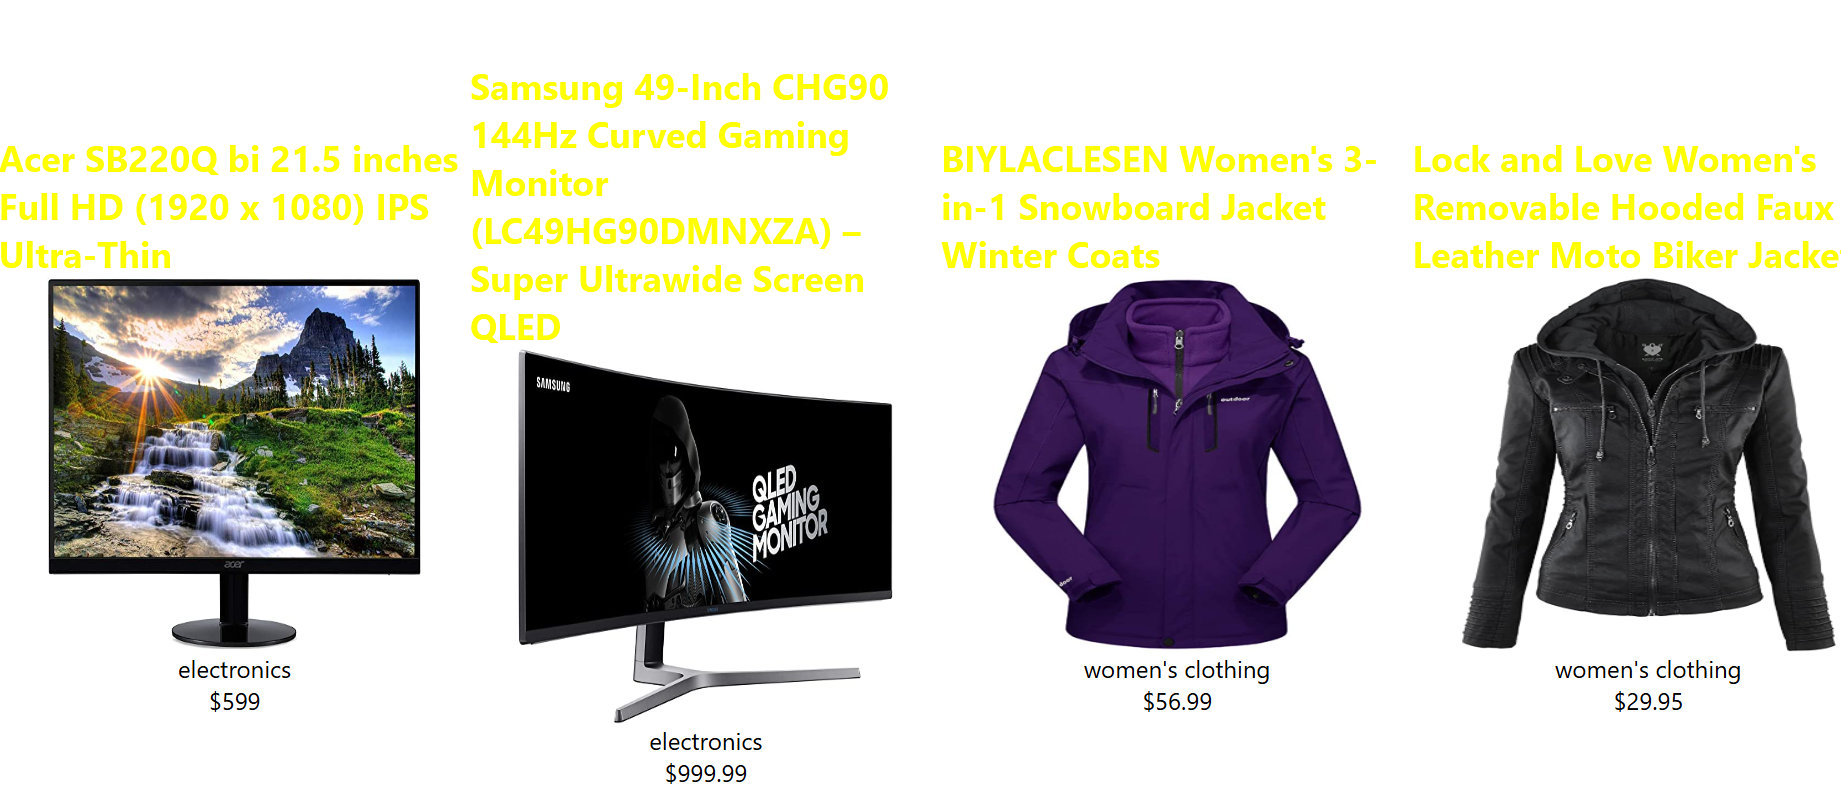 Acer SB220Q bi 21.5 inches
Full HD (1920 x 1080) IPS
Ultra-Thin
acer
electronics
$599
Samsung 49-Inch CHG90
144Hz Curved Gaming
Monitor
(LC49HG90DMNXZA) –
Super Ultrawide Screen
QLED
SAMSUNG
QLED
GAMING
MONITOR
electronics
$999.99
BIYLACLESEN Women's 3-
in-1 Snowboard Jacket
Winter Coats
outdoor
women's clothing
$56.99
Lock and Love Women's
Removable Hooded Faux
Leather Moto Biker Jacke
women's clothing
$29.95